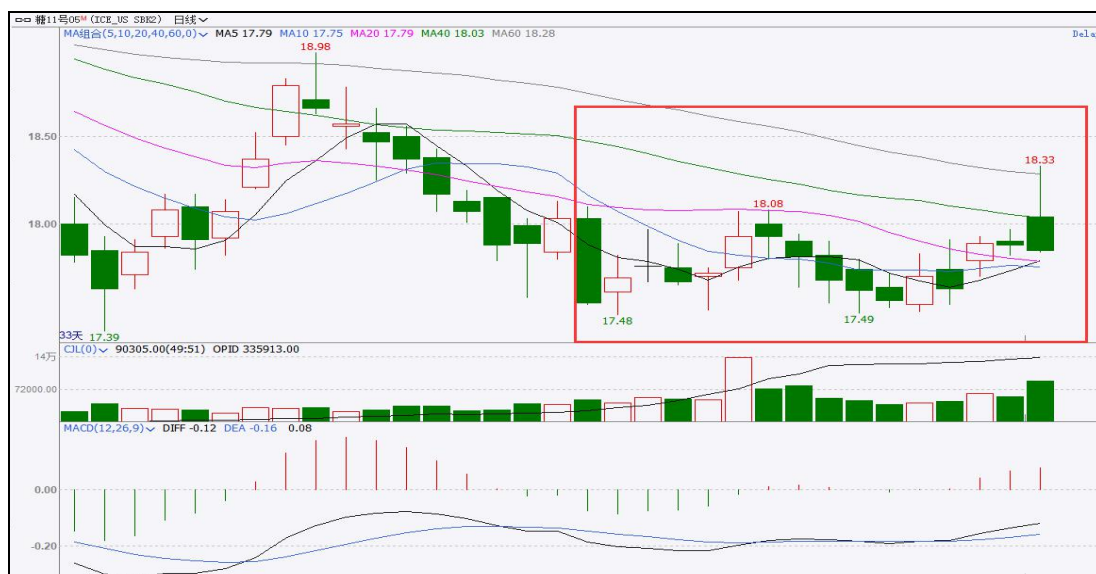 糖11号05M (ICE_US SBK2) 日线
MA组合(5,10,20,40,60,0) MA5 17.79 MA10 17.75 MA20 17.79 MA40 18.03 MA60 18.28
18.98
18.50
18.33
18.08
18.00
17.48
17.49
33天 17.39
CJL(0) 90305.00(49:51) OPID 335913.00
14万
72000.00
MACD(12,26,9) DIFF -0.12 DEA -0.16 0.08
0.00
-0.20